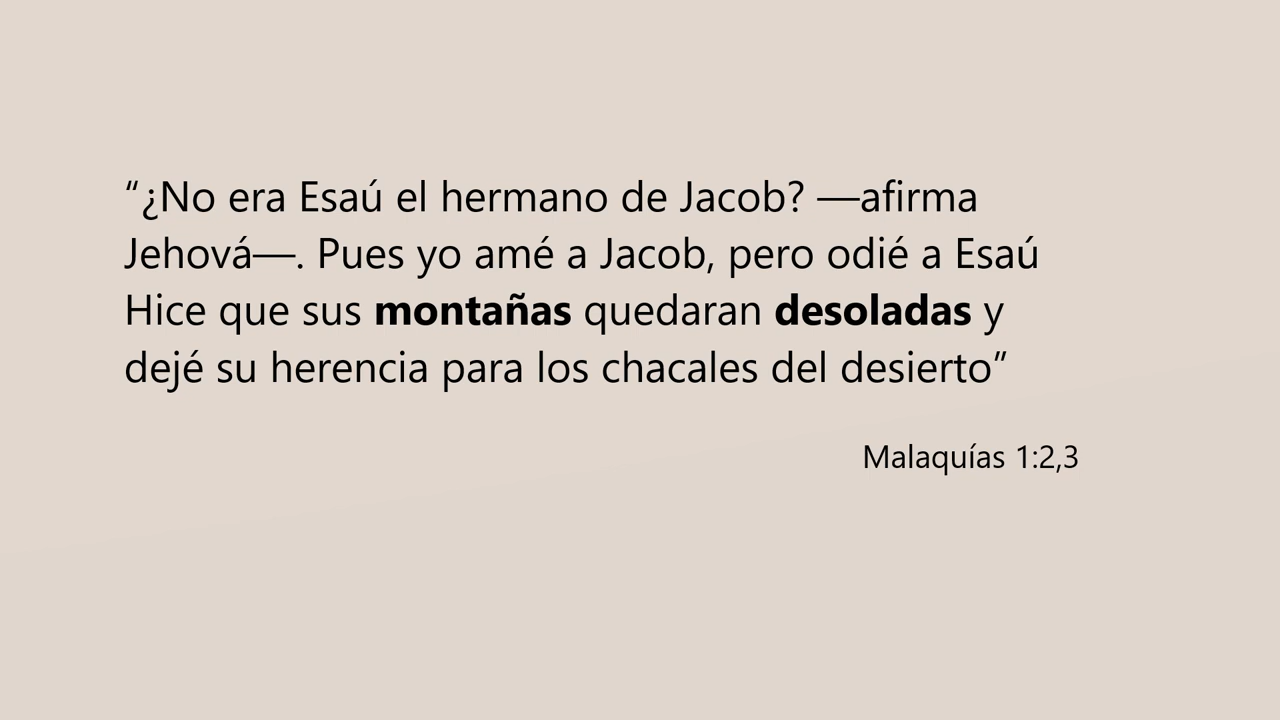 “¿No era Esaú el hermano de Jacob? —afirma
Jehová—. Pues yo amé a Jacob, pero odié a Esaú
Hice que sus montañas quedaran desoladas y
dejé su herencia para los chacales del desierto”
Malaquías 1:2,3